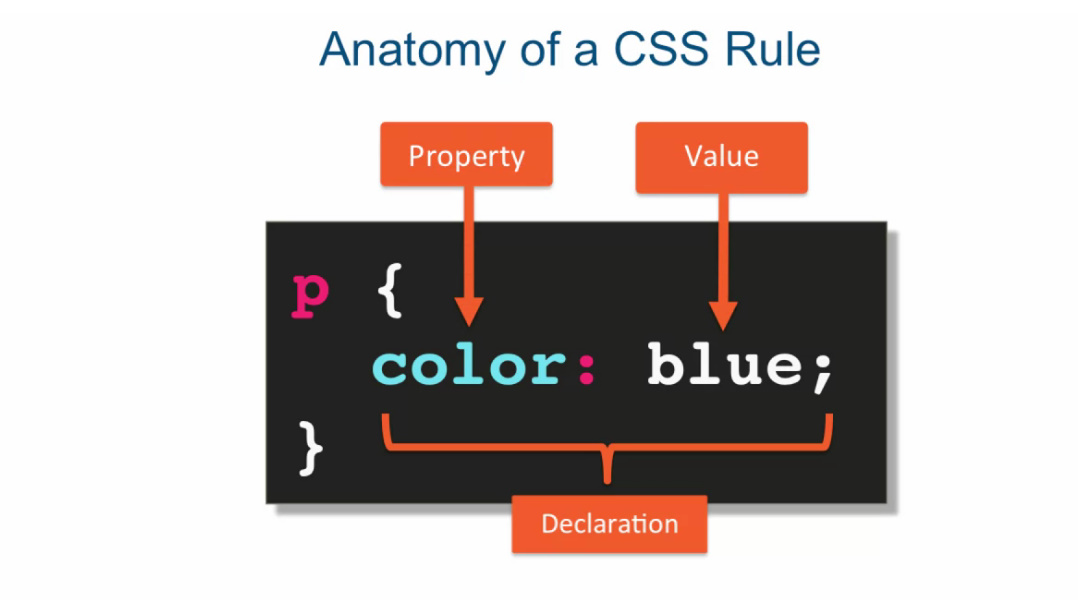 Anatomy of a CSS Rule
Property
Value
p {
color: blue;
}
Declaration